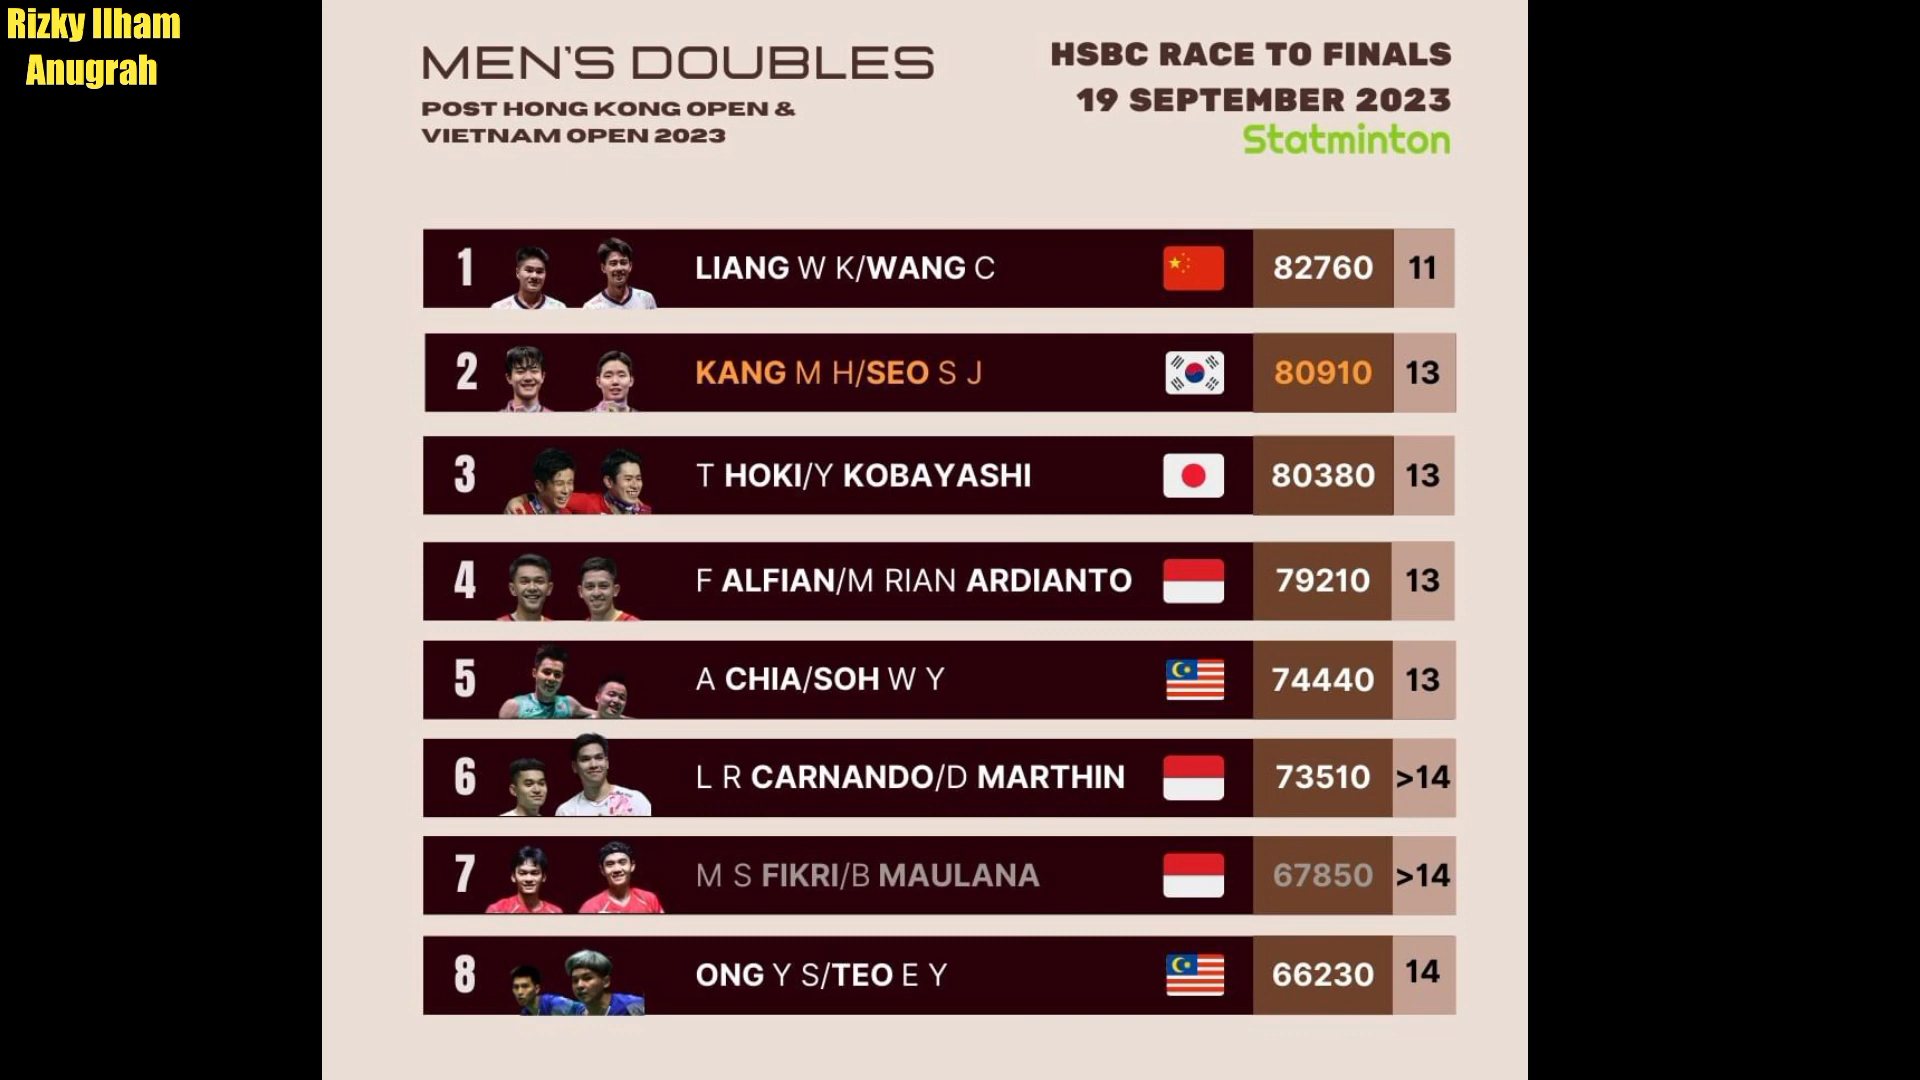 Rizky Ilham
Anugrah
MEN'S DOUBLES
POST HONG KONG OPEN &
VIETNAM OPEN 2023
HSBC RACE TO FINALS
19 SEPTEMBER 2023
Statminton
1 LIANG W K/WANG C 82760 11
2 KANG M H/SEO S J 80910 13
3 T HOKI/Y KOBAYASHI 80380 13
4 F ALFIAN/M RIAN ARDIANTO 79210 13
5 A CHIA/SOH W Y 74440 13
6 L R CARNANDO/D MARTHIN 73510 >14
7 M S FIKRI/B MAULANA 67850 >14
8 ONG Y S/TEO E Y 66230 14